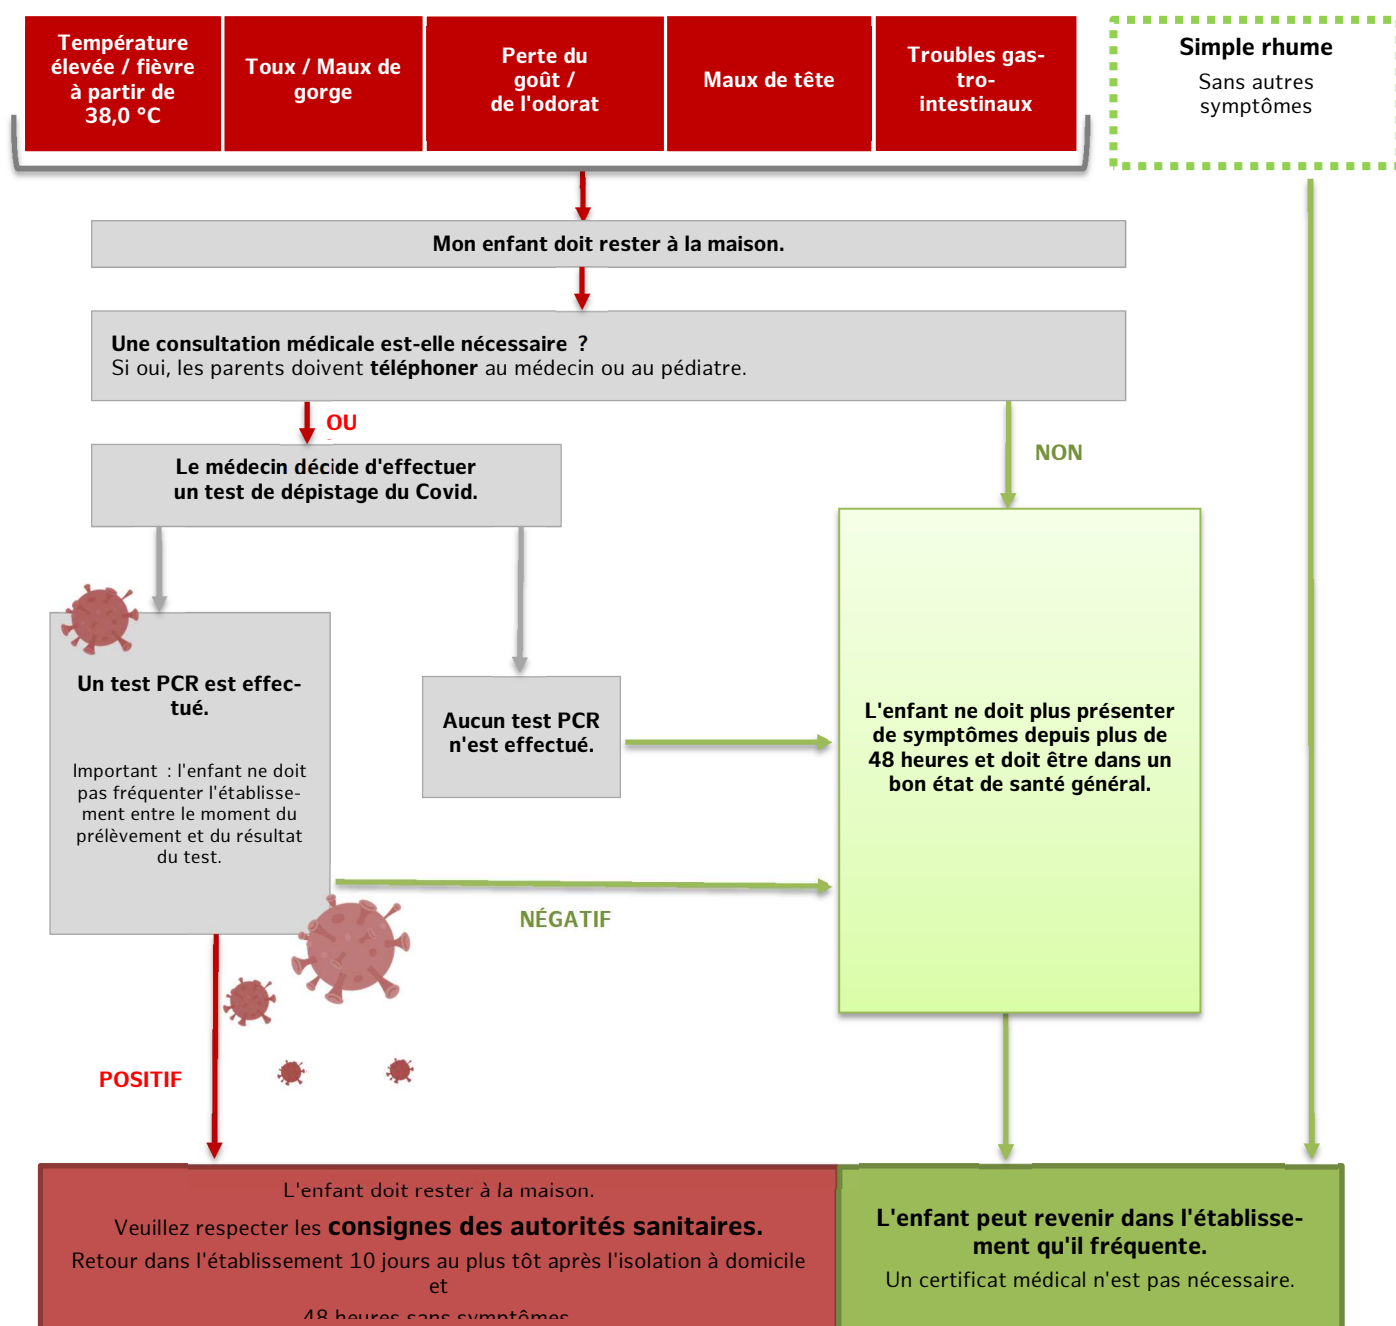 Température
élevée / fièvre
à partir de
38,0 °C
Toux / Maux de
gorge
Perte du
goût /
de l'odorat
Maux de tête
Troubles gas-
tro-
intestinaux
Simple rhume
Sans autres
symptômes
Mon enfant doit rester à la maison.
Une consultation médicale est-elle nécessaire ?
Si oui, les parents doivent téléphoner au médecin ou au pédiatre.
OU
NON
Le médecin décide d'effectuer
un test de dépistage du Covid.
Un test PCR est effec-
tué.
Important : l'enfant ne doit
pas fréquenter l'établisse-
ment entre le moment du
prélèvement et du résultat
du test.
Aucun test PCR
n'est effectué.
L'enfant ne doit plus présenter
de symptômes depuis plus de
48 heures et doit être dans un
bon état de santé général.
NÉGATIF
POSITIF
L'enfant doit rester à la maison.
Veuillez respecter les consignes des autorités sanitaires.
Retour dans l'établissement 10 jours au plus tôt après l'isolation à domicile
et
48 heures sans symptômes
L'enfant peut revenir dans l'établisse-
ment qu'il fréquente.
Un certificat médical n'est pas nécessaire.